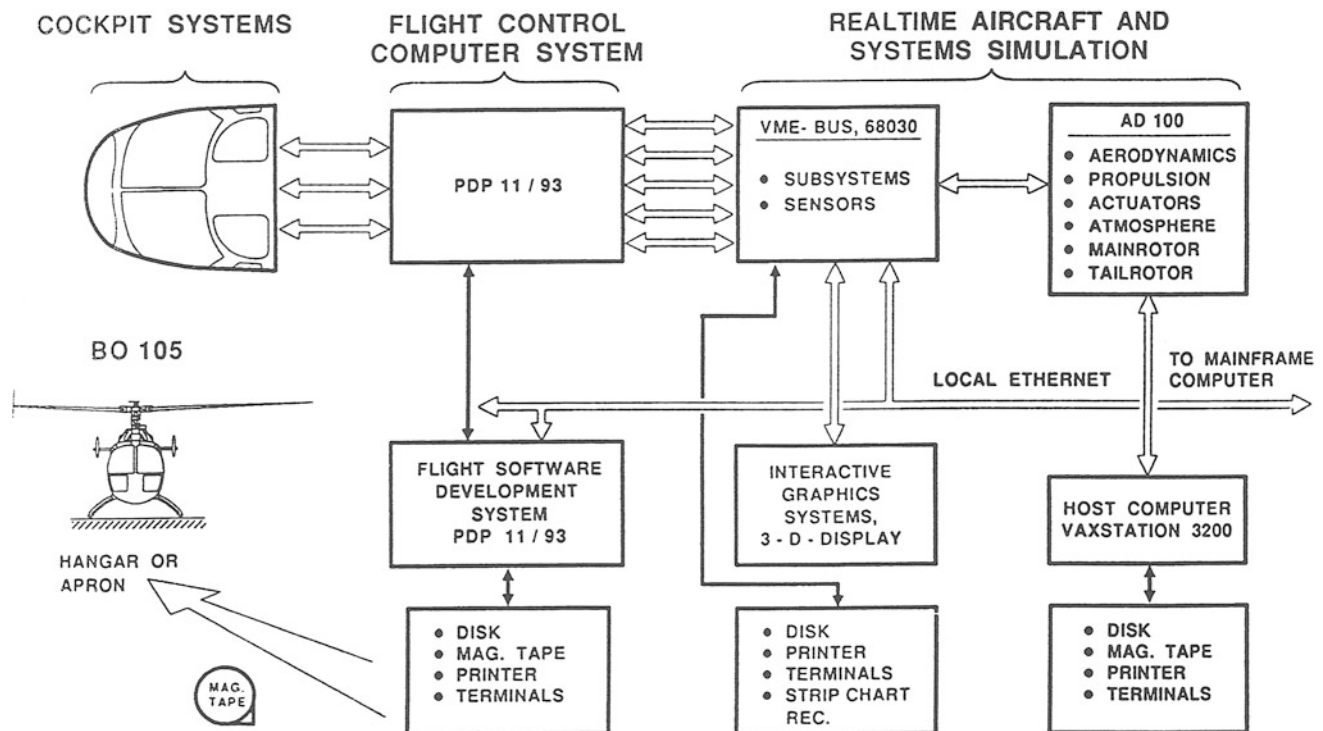 COCKPIT SYSTEMS
FLIGHT CONTROL
COMPUTER SYSTEM
REALTIME AIRCRAFT AND
SYSTEMS SIMULATION
PDP 11 / 93
VME- BUS, 68030
• SUBSYSTEMS
• SENSORS
AD 100
• AERODYNAMICS
• PROPULSION
• ACTUATORS
• ATMOSPHERE
• MAINROTOR
• TAILROTOR
BO 105
LOCAL ETHERNET
TO MAINFRAME
COMPUTER
FLIGHT SOFTWARE
DEVELOPMENT
SYSTEM
PDP 11 / 93
INTERACTIVE
GRAPHICS
SYSTEMS,
3 - D - DISPLAY
HOST COMPUTER
VAXSTATION 3200
HANGAR OR
APRON
MAG.
TAPE
• DISK
• MAG. TAPE
• PRINTER
• TERMINALS
• DISK
• PRINTER
• TERMINALS
• STRIP CHART
REC.
• DISK
• MAG. TAPE
• PRINTER
• TERMINALS